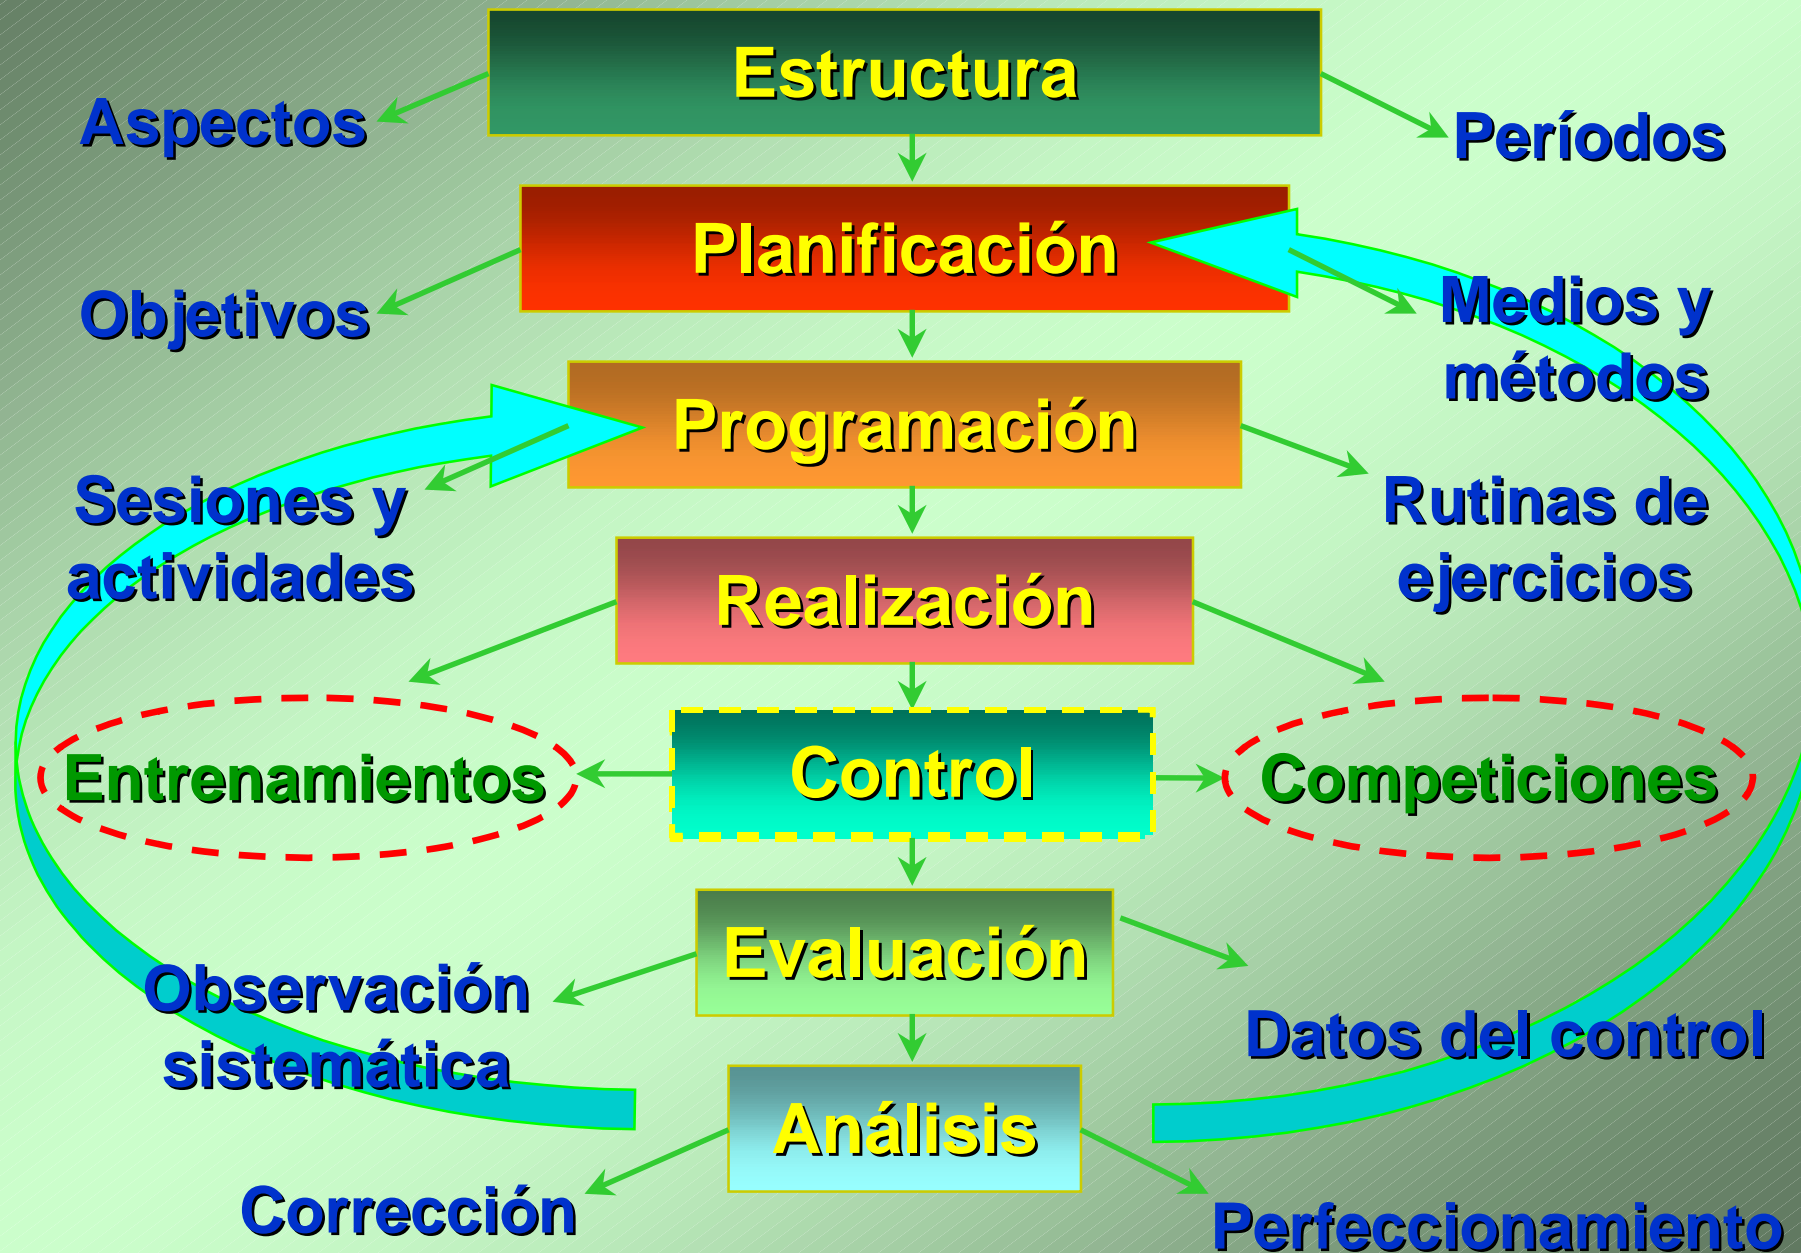 Estructura
Aspectos
Períodos
Planificación
Objetivos
Medios y
métodos
Programación
Sesiones y
actividades
Rutinas de
ejercicios
Realización
Entrenamientos
Control
Competiciones
Evaluación
Observación
sistemática
Datos del control
Análisis
Corrección
Perfeccionamiento